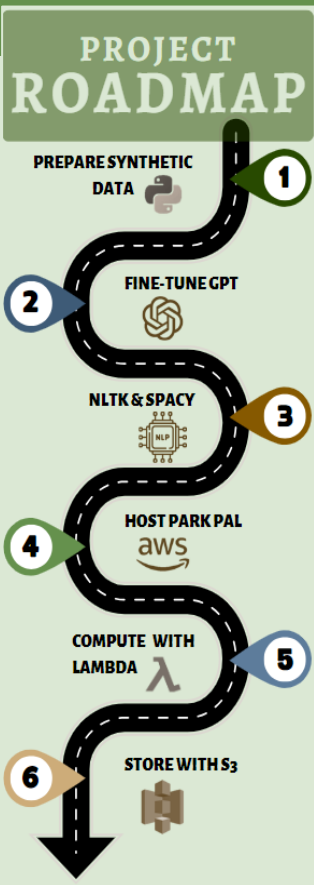 PROJECT
ROADMAP
1
PREPARE SYNTHETIC
DATA
2
FINE-TUNE GPT
3
NLTK & SPACY
NLP
4
HOST PARK PAL
aws
5
COMPUTE WITH
LAMBDA
λ
6
STORE WITH S3